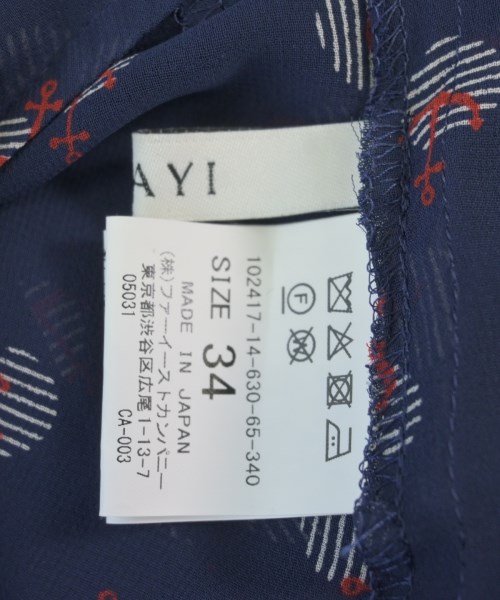 AYI
102417-14-630-65-340
SIZE 34
MADE IN JAPAN
(株)ファーイーストカンパニー
東京都渋谷区広尾1-13-7
05031 CA-003
F